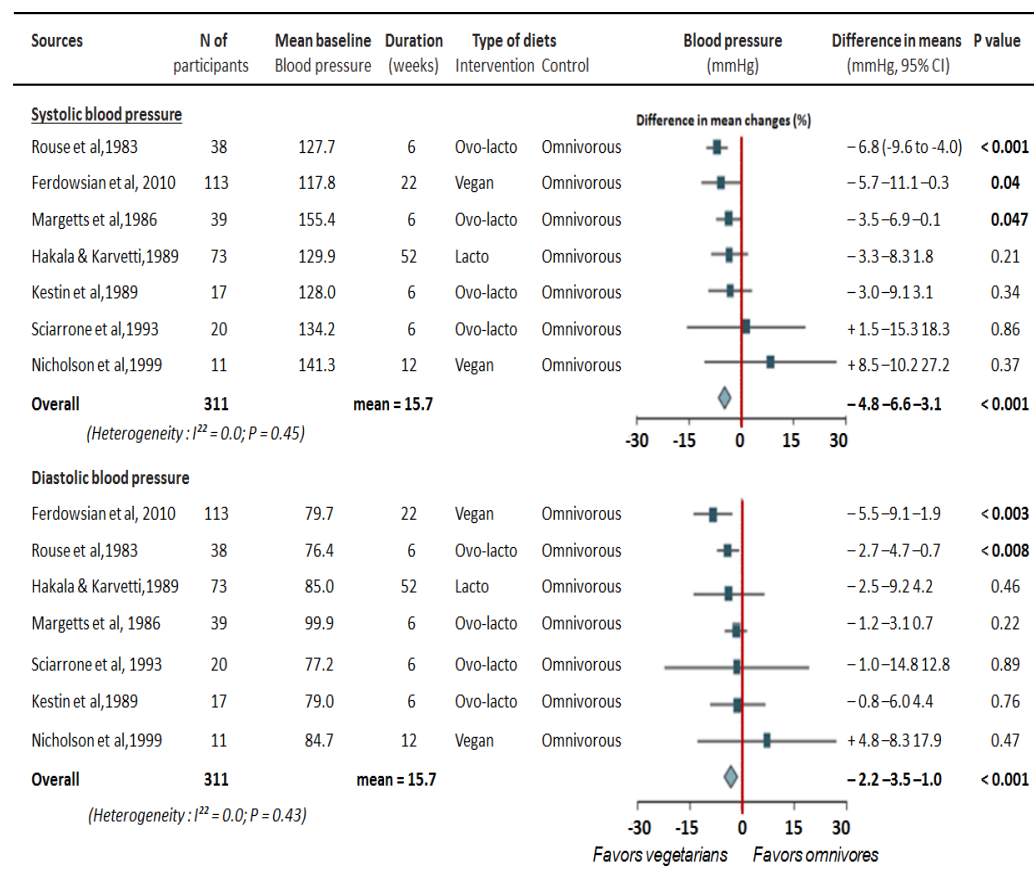 Sources N of Mean baseline Duration Type of diets Blood pressure Difference in means P value
participants Blood pressure (weeks) Intervention Control (mmHg) (mmHg, 95% CI)
Systolic blood pressure
Difference in mean changes (%)
Rouse et al,1983 38 127.7 6 Ovo-lacto Omnivorous −6.8 (-9.6 to -4.0) <0.001
Ferdowsian et al, 2010 113 117.8 22 Vegan Omnivorous −5.7 −11.1 −0.3 0.04
Margetts et al,1986 39 155.4 6 Ovo-lacto Omnivorous −3.5 −6.9 −0.1 0.047
Hakala & Karvetti,1989 73 129.9 52 Lacto Omnivorous −3.3 −8.3 1.8 0.21
Kestin et al,1989 17 128.0 6 Ovo-lacto Omnivorous −3.0 −9.1 3.1 0.34
Sciarrone et al,1993 20 134.2 6 Ovo-lacto Omnivorous +1.5 −15.3 18.3 0.86
Nicholson et al,1999 11 141.3 12 Vegan Omnivorous +8.5 −10.2 27.2 0.37
Overall 311 mean = 15.7 −4.8 −6.6 −3.1 <0.001
(Heterogeneity : I²² = 0.0; P = 0.45)
-30 -15 0 15 30
Diastolic blood pressure
Ferdowsian et al, 2010 113 79.7 22 Vegan Omnivorous −5.5 −9.1 −1.9 <0.003
Rouse et al,1983 38 76.4 6 Ovo-lacto Omnivorous −2.7 −4.7 −0.7 <0.008
Hakala & Karvetti,1989 73 85.0 52 Lacto Omnivorous −2.5 −9.2 4.2 0.46
Margetts et al, 1986 39 99.9 6 Ovo-lacto Omnivorous −1.2 −3.1 0.7 0.22
Sciarrone et al, 1993 20 77.2 6 Ovo-lacto Omnivorous −1.0 −14.8 12.8 0.89
Kestin et al,1989 17 79.0 6 Ovo-lacto Omnivorous −0.8 −6.0 4.4 0.76
Nicholson et al,1999 11 84.7 12 Vegan Omnivorous +4.8 −8.3 17.9 0.47
Overall 311 mean = 15.7 −2.2 −3.5 −1.0 <0.001
(Heterogeneity : I²² = 0.0; P = 0.43)
-30 -15 0 15 30
Favors vegetarians Favors omnivores